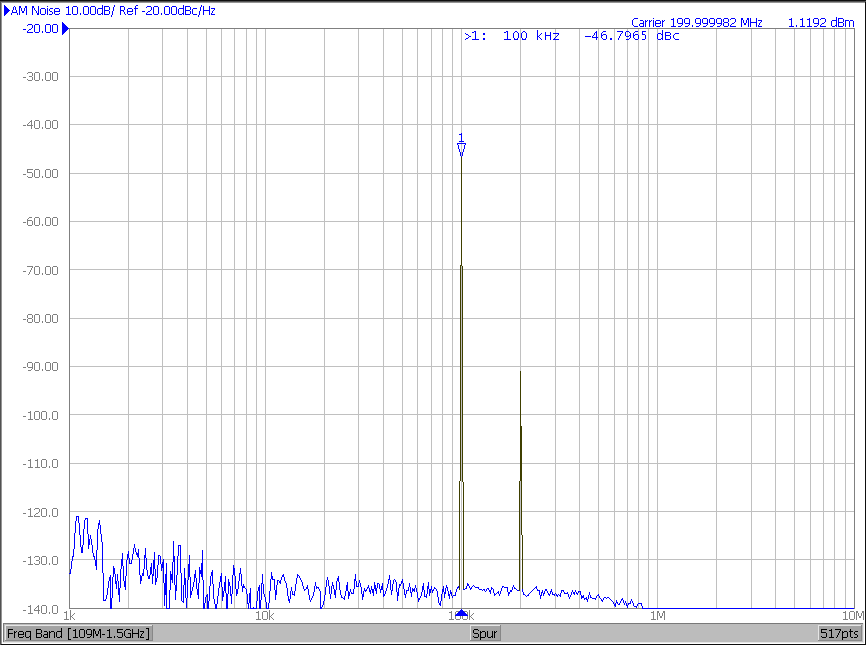 AM Noise 10.00dB/ Ref -20.00dBc/Hz
Carrier 199.999982 MHz 1.1192 dBm
>1: 100 kHz -46.7965 dBc
-20.00
-30.00
-40.00
-50.00
-60.00
-70.00
-80.00
-90.00
-100.0
-110.0
-120.0
-130.0
-140.0
1
1k 10k 100k 1M 10M
Freq Band [109M-1.5GHz] Spur 517pts